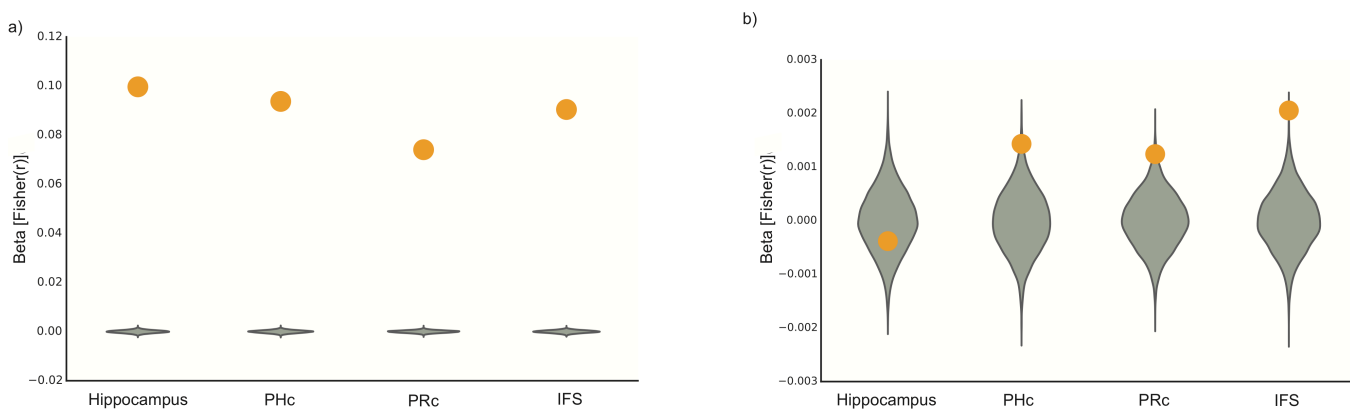 a)
0.12
0.10
0.08
0.06
0.04
0.02
0.00
−0.02
Beta [Fisher(r)]
Hippocampus PHc PRc IFS
b)
0.003
0.002
0.001
0.000
−0.001
−0.002
−0.003
Beta [Fisher(r)]
Hippocampus PHc PRc IFS